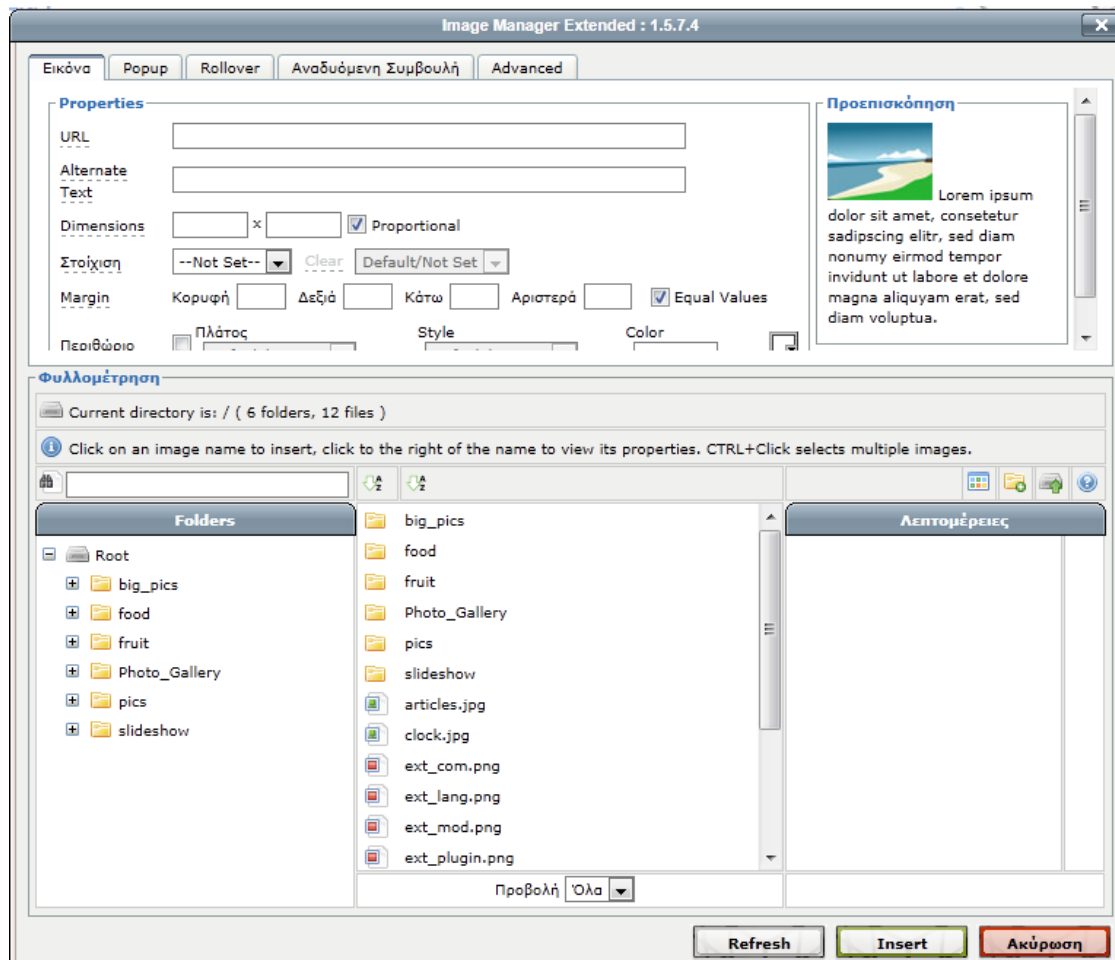 Image Manager Extended : 1.5.7.4
Εικόνα Popup Rollover Αναδυόμενη Συμβουλή Advanced
Properties
URL
Alternate
Text
Dimensions x Proportional
Στοίχιση --Not Set-- Clear Default/Not Set
Margin Κορυφή Δεξιά Κάτω Αριστερά Equal Values
Περιθώριο Πλάτος Style Color
Προεπισκόπηση
Lorem ipsum
dolor sit amet, consetetur
sadipscing elitr, sed diam
nonumy eirmod tempor
invidunt ut labore et dolore
magna aliquyam erat, sed
diam voluptua.
Φυλλομέτρηση
Current directory is: / ( 6 folders, 12 files )
Click on an image name to insert, click to the right of the name to view its properties. CTRL+Click selects multiple images.
Folders
Root
big_pics
food
fruit
Photo_Gallery
pics
slideshow
big_pics
food
fruit
Photo_Gallery
pics
slideshow
articles.jpg
clock.jpg
ext_com.png
ext_lang.png
ext_mod.png
ext_plugin.png
Λεπτομέρειες
Προβολή Όλα
Refresh Insert Ακύρωση